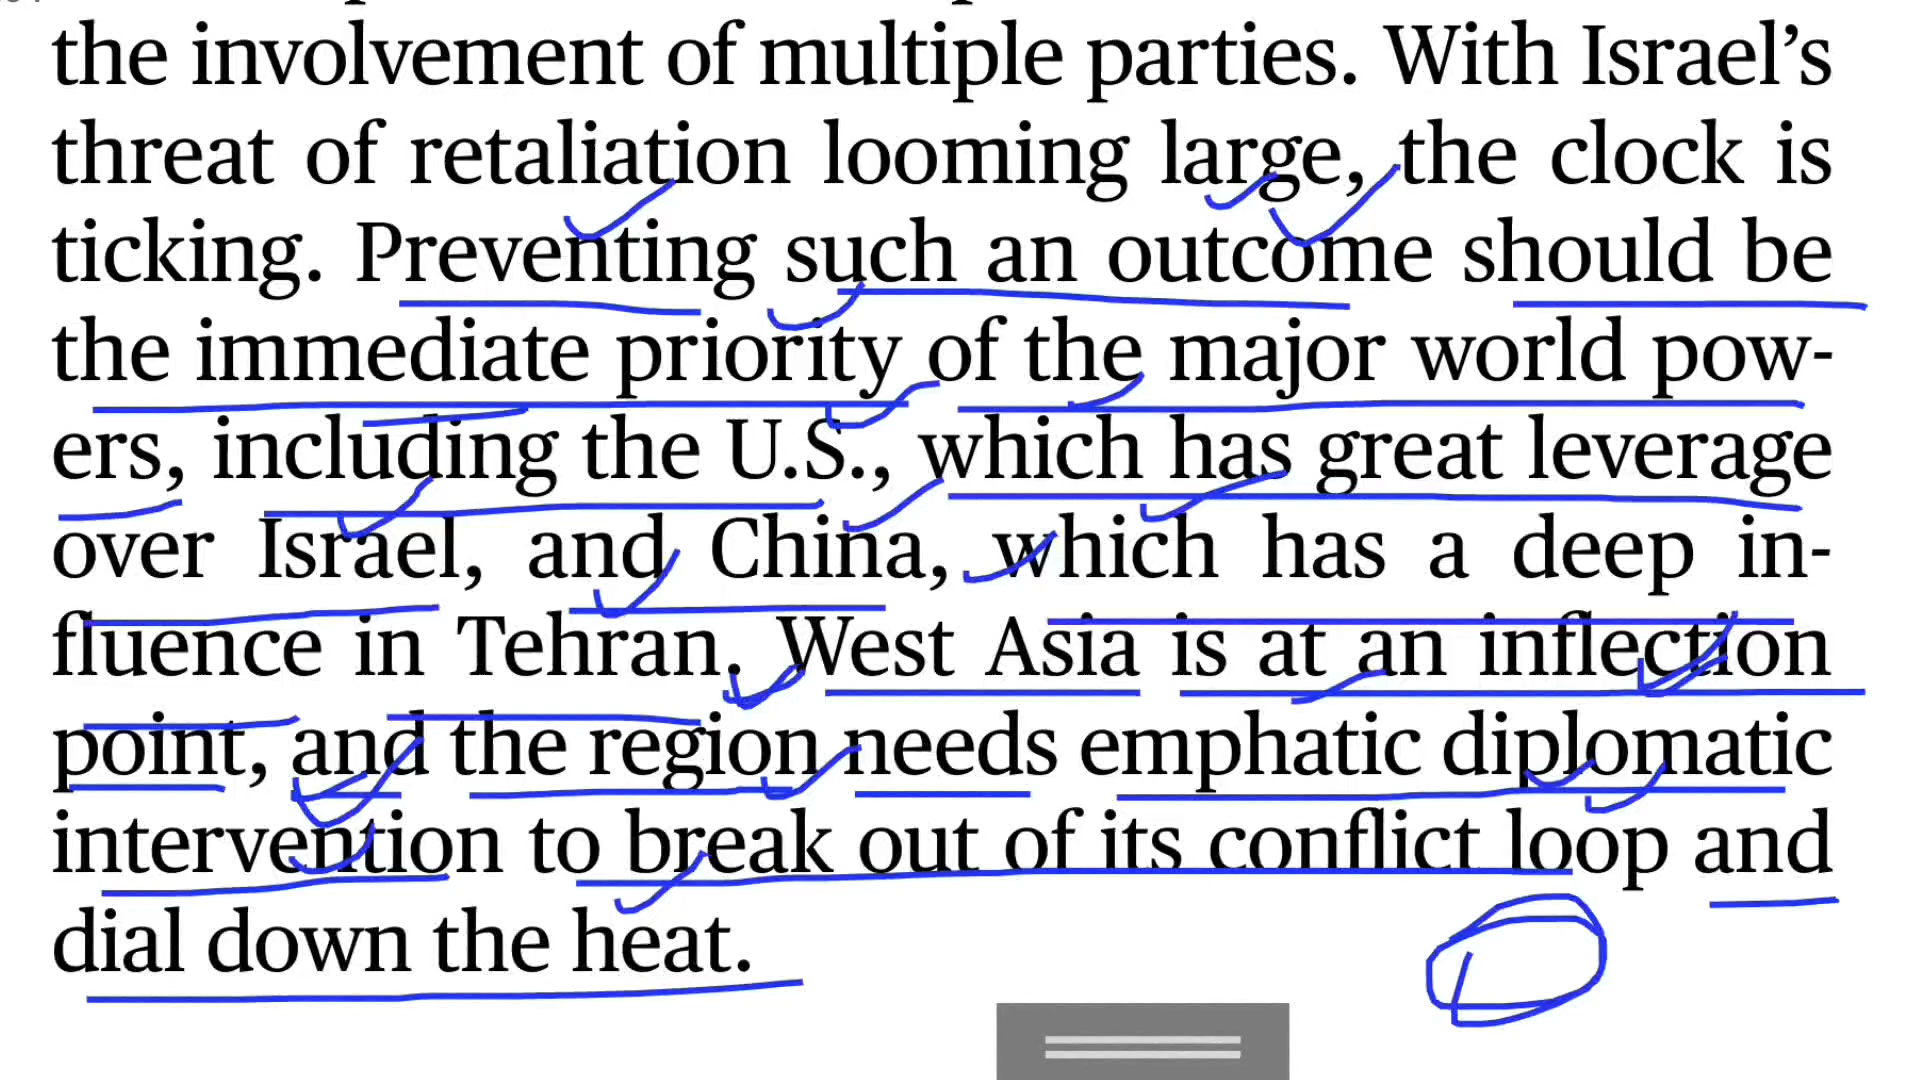 the involvement of multiple parties. With Israel’s
threat of retaliation looming large, the clock is
ticking. Preventing such an outcome should be
the immediate priority of the major world pow-
ers, including the U.S., which has great leverage
over Israel, and China, which has a deep in-
fluence in Tehran. West Asia is at an inflection
point, and the region needs emphatic diplomatic
intervention to break out of its conflict loop and
dial down the heat.